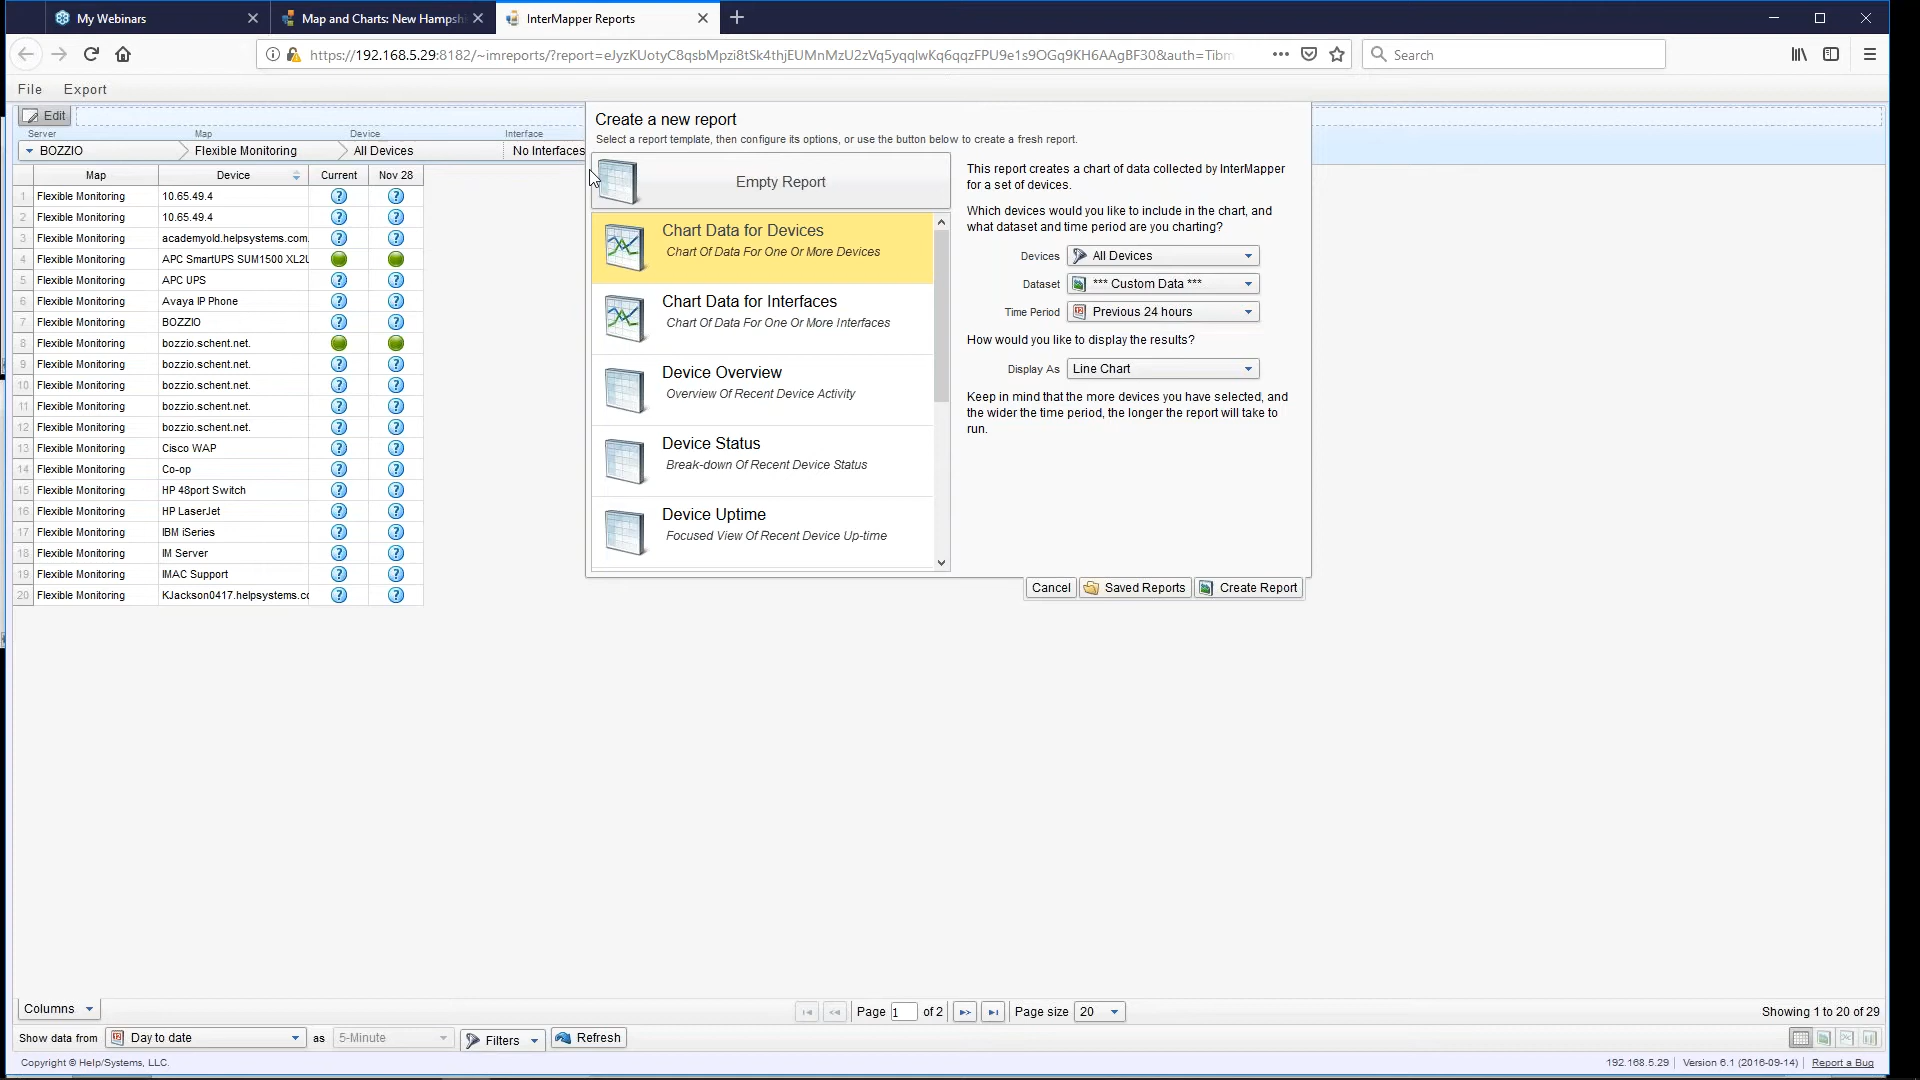 My Webinars
Map and Charts: New Hampsh
InterMapper Reports
https://192.168.5.29:8182/~imreports/?report=eJyzKUotyC8qsbMpzi8tSk4thjEUMnMzU2zVq5yqqlwKq6qqzFPU9e1s9OGq9KH6AAgBF30&auth=Tibm
Search
File Export
Edit
Server Map Device Interface
BOZZIO Flexible Monitoring All Devices No Interfaces
Map Device Current Nov 28
1 Flexible Monitoring 10.65.49.4
2 Flexible Monitoring 10.65.49.4
3 Flexible Monitoring academyold.helpsystems.com.
4 Flexible Monitoring APC SmartUPS SUM1500 XL2U
5 Flexible Monitoring APC UPS
6 Flexible Monitoring Avaya IP Phone
7 Flexible Monitoring BOZZIO
8 Flexible Monitoring bozzio.schent.net.
9 Flexible Monitoring bozzio.schent.net.
10 Flexible Monitoring bozzio.schent.net.
11 Flexible Monitoring bozzio.schent.net.
12 Flexible Monitoring bozzio.schent.net.
13 Flexible Monitoring Cisco WAP
14 Flexible Monitoring Co-op
15 Flexible Monitoring HP 48port Switch
16 Flexible Monitoring HP LaserJet
17 Flexible Monitoring IBM iSeries
18 Flexible Monitoring IM Server
19 Flexible Monitoring IMAC Support
20 Flexible Monitoring KJackson0417.helpsystems.co
Create a new report
Select a report template, then configure its options, or use the button below to create a fresh report.
Empty Report
Chart Data for Devices
Chart Of Data For One Or More Devices
Chart Data for Interfaces
Chart Of Data For One Or More Interfaces
Device Overview
Overview Of Recent Device Activity
Device Status
Break-down Of Recent Device Status
Device Uptime
Focused View Of Recent Device Up-time
This report creates a chart of data collected by InterMapper
for a set of devices.
Which devices would you like to include in the chart, and
what dataset and time period are you charting?
Devices All Devices
Dataset *** Custom Data ***
Time Period Previous 24 hours
How would you like to display the results?
Display As Line Chart
Keep in mind that the more devices you have selected, and
the wider the time period, the longer the report will take to
run.
Cancel Saved Reports Create Report
Columns
Page 1 of 2 Page size 20
Showing 1 to 20 of 29
Show data from Day to date as 5-Minute Filters Refresh
Copyright © Help/Systems, LLC.
192.168.5.29 Version 6.1 (2016-09-14) Report a Bug